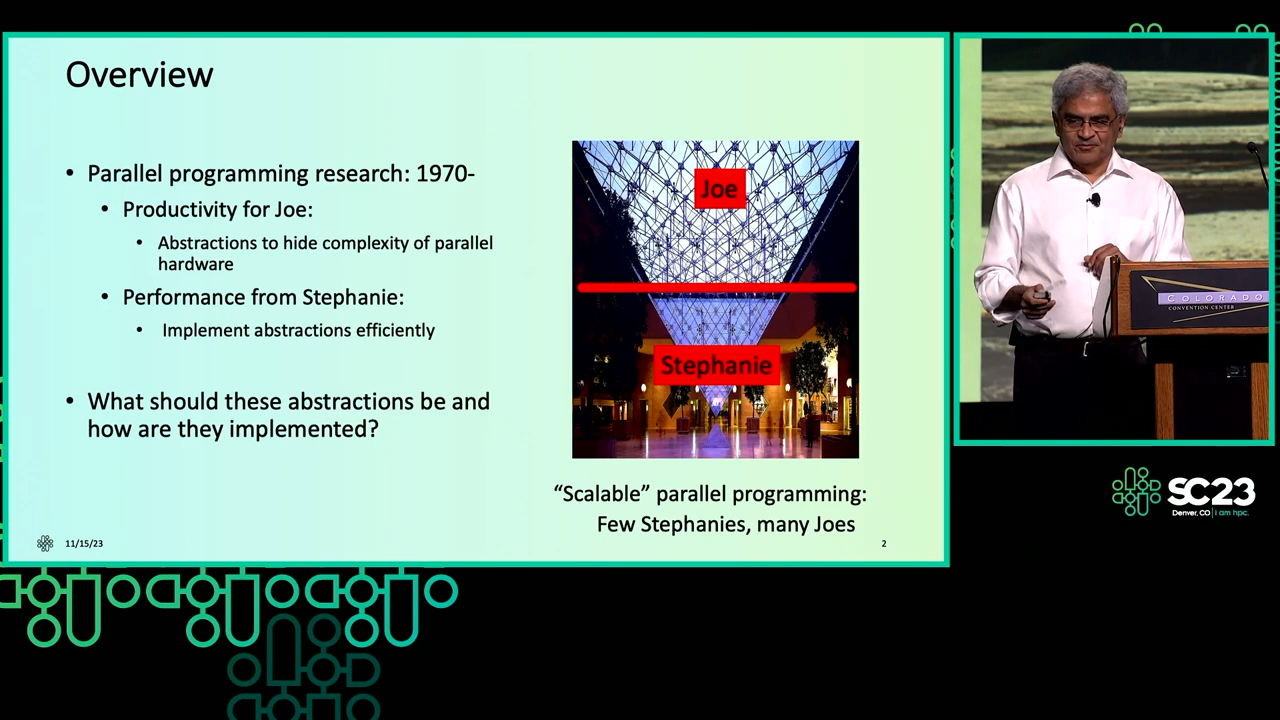 Overview
• Parallel programming research: 1970-
• Productivity for Joe:
• Abstractions to hide complexity of parallel
hardware
• Performance from Stephanie:
• Implement abstractions efficiently
• What should these abstractions be and
how are they implemented?
Joe
Stephanie
“Scalable” parallel programming:
Few Stephanies, many Joes
11/15/23
2
COLORADO
CONVENTION CENTER
SC23
Denver, CO | i am hpc.